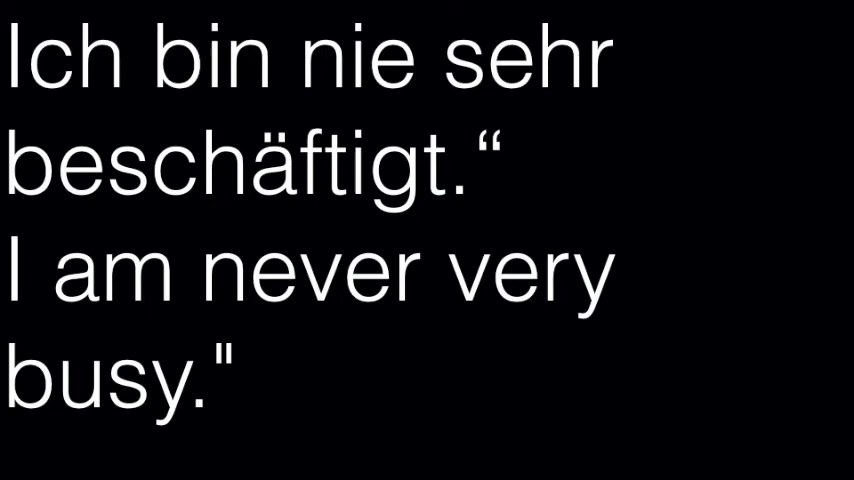 Ich bin nie sehr
beschäftigt.“
I am never very
busy."